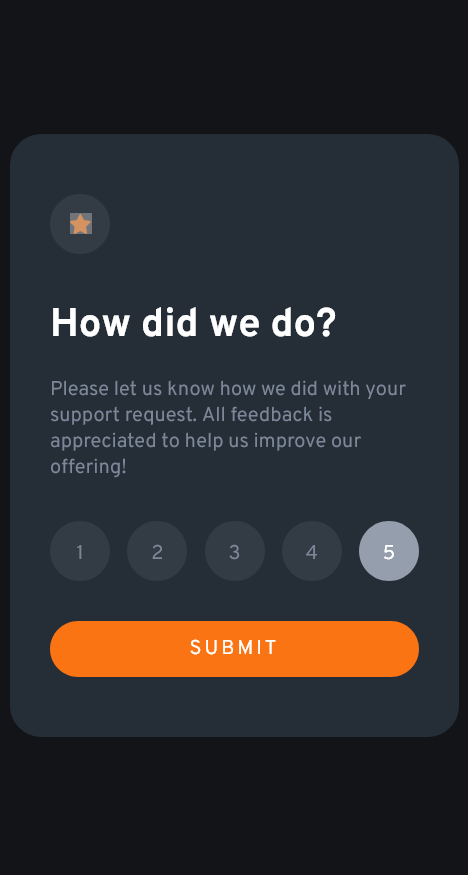 How did we do?
Please let us know how we did with your
support request. All feedback is
appreciated to help us improve our
offering!
1 2 3 4 5
SUBMIT